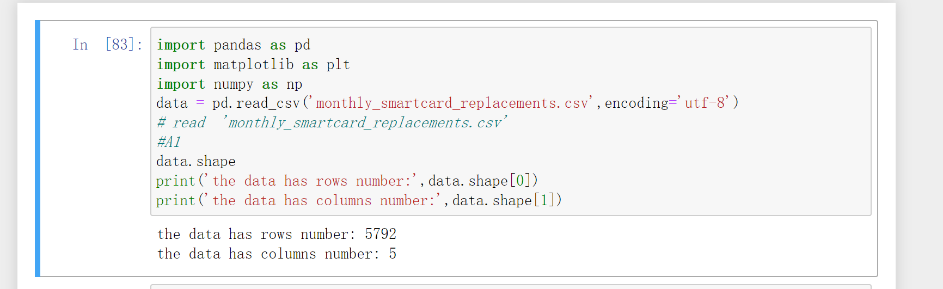 In [83]:
import pandas as pd
import matplotlib as plt
import numpy as np
data = pd.read_csv('monthly_smartcard_replacements.csv',encoding='utf-8')
# read 'monthly_smartcard_replacements.csv'
#A1
data.shape
print('the data has rows number:',data.shape[0])
print('the data has columns number:',data.shape[1])
the data has rows number: 5792
the data has columns number: 5